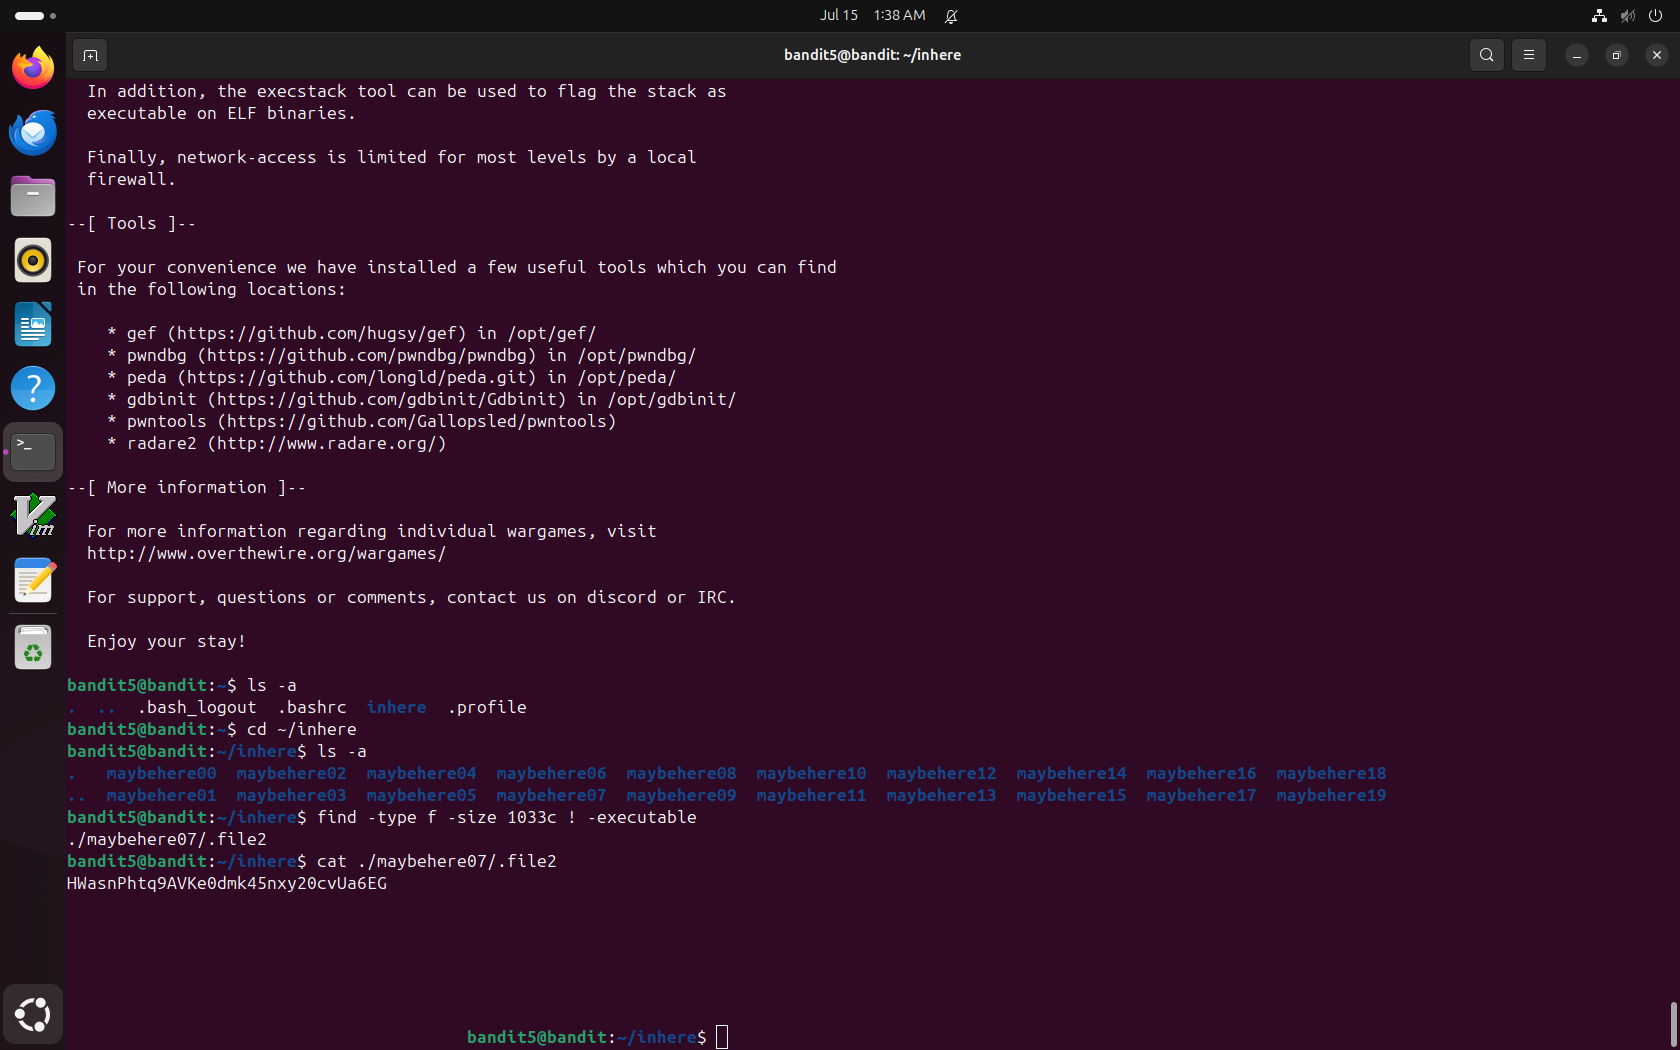 Jul 15 1:38 AM
bandit5@bandit: ~/inhere
In addition, the execstack tool can be used to flag the stack as
executable on ELF binaries.
Finally, network-access is limited for most levels by a local
firewall.
--[ Tools ]--
For your convenience we have installed a few useful tools which you can find
in the following locations:
* gef (https://github.com/hugsy/gef) in /opt/gef/
* pwndbg (https://github.com/pwndbg/pwndbg) in /opt/pwndbg/
* peda (https://github.com/longld/peda.git) in /opt/peda/
* gdbinit (https://github.com/gdbinit/Gdbinit) in /opt/gdbinit/
* pwntools (https://github.com/Gallopsled/pwntools)
* radare2 (http://www.radare.org/)
--[ More information ]--
For more information regarding individual wargames, visit
http://www.overthewire.org/wargames/
For support, questions or comments, contact us on discord or IRC.
Enjoy your stay!
bandit5@bandit:~$ ls -a
. .. .bash_logout .bashrc inhere .profile
bandit5@bandit:~$ cd ~/inhere
bandit5@bandit:~/inhere$ ls -a
. maybehere00 maybehere02 maybehere04 maybehere06 maybehere08 maybehere10 maybehere12 maybehere14 maybehere16 maybehere18
.. maybehere01 maybehere03 maybehere05 maybehere07 maybehere09 maybehere11 maybehere13 maybehere15 maybehere17 maybehere19
bandit5@bandit:~/inhere$ find -type f -size 1033c ! -executable
./maybehere07/.file2
bandit5@bandit:~/inhere$ cat ./maybehere07/.file2
HWasnPhtq9AVKe0dmk45nxy20cvUa6EG
bandit5@bandit:~/inhere$
>_
Vim
?